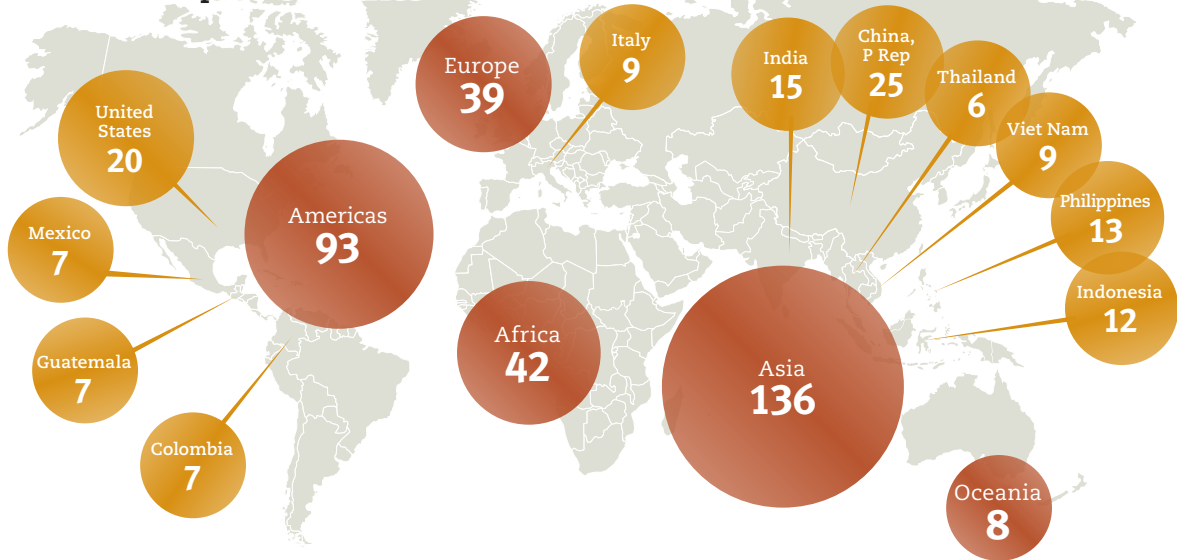 United
States
20
Mexico
7
Guatemala
7
Colombia
7
Americas
93
Europe
39
Italy
9
Africa
42
India
15
China,
P Rep
25
Thailand
6
Viet Nam
9
Philippines
13
Indonesia
12
Asia
136
Oceania
8